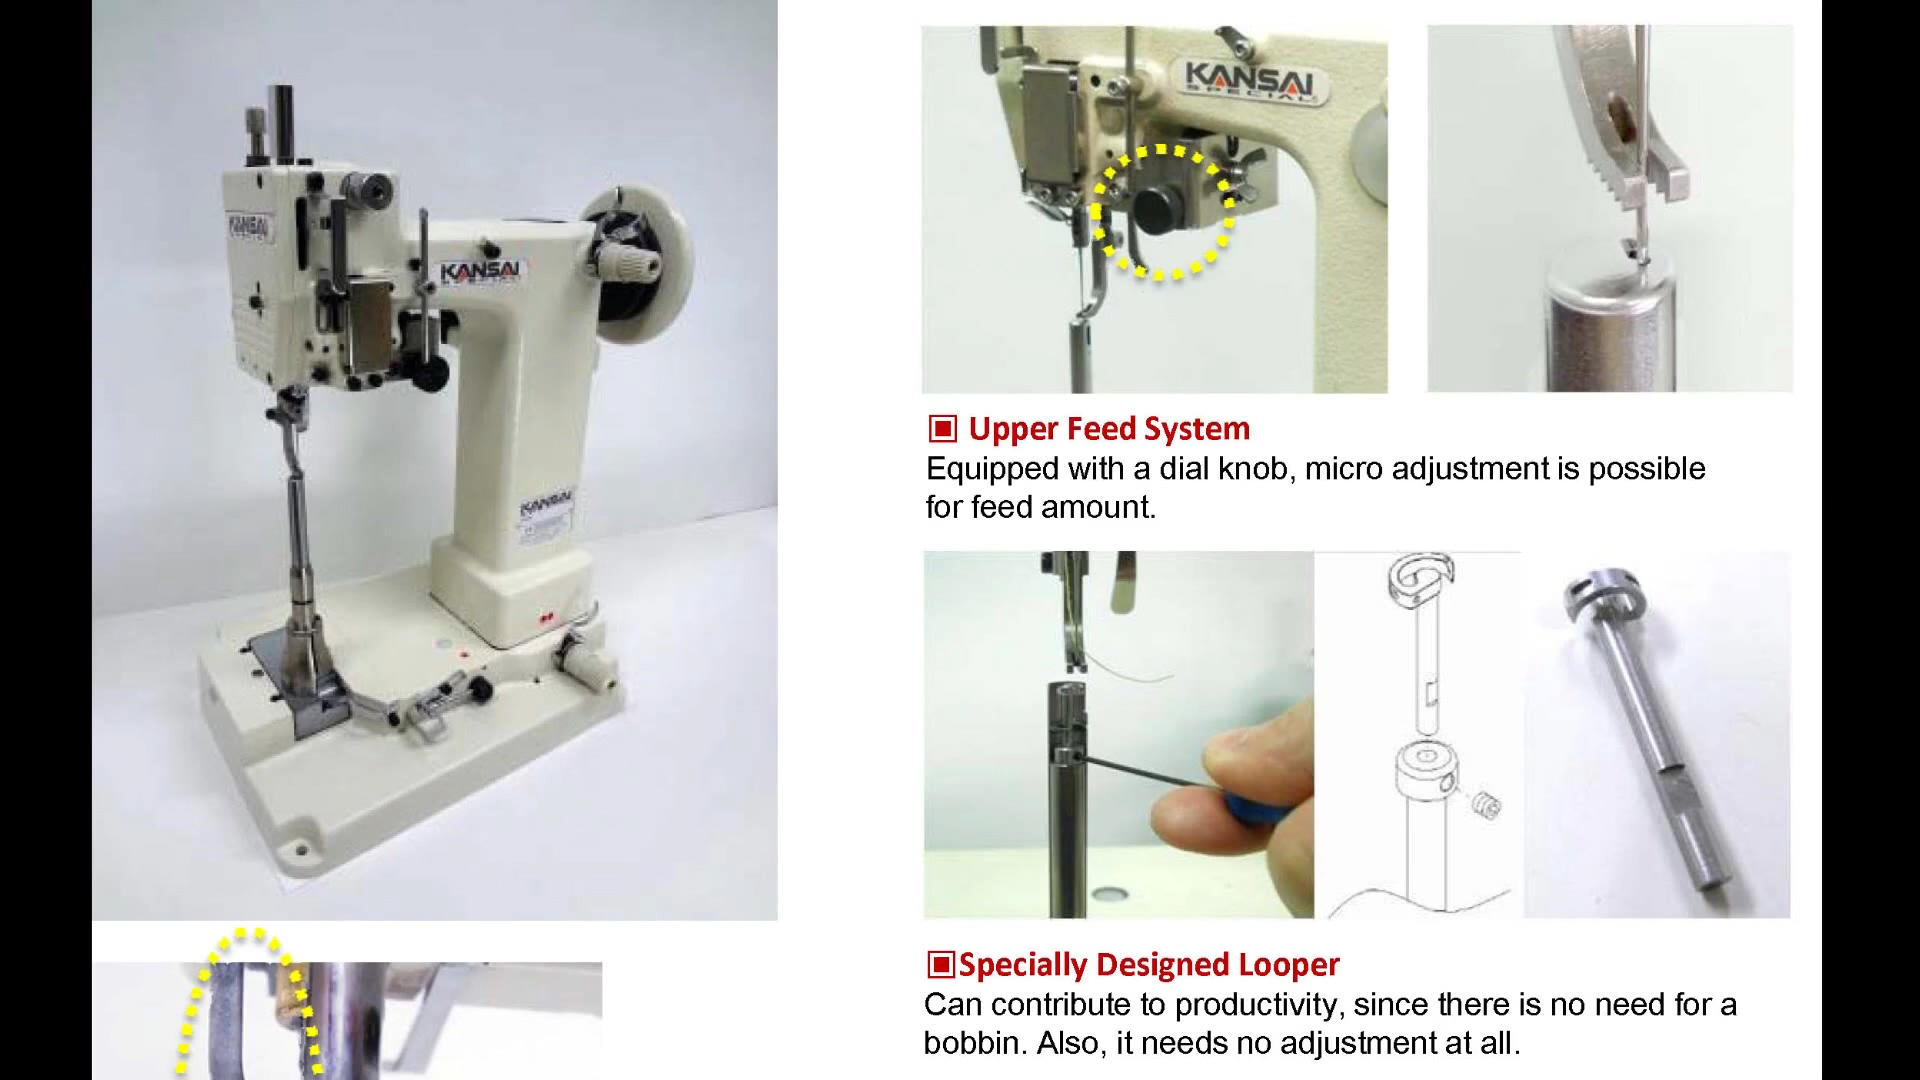 KANSAI
KANSAI
SPECIAL
KANSAI
KANSAI
SPECIAL
Upper Feed System
Equipped with a dial knob, micro adjustment is possible
for feed amount.
Specially Designed Looper
Can contribute to productivity, since there is no need for a
bobbin. Also, it needs no adjustment at all.